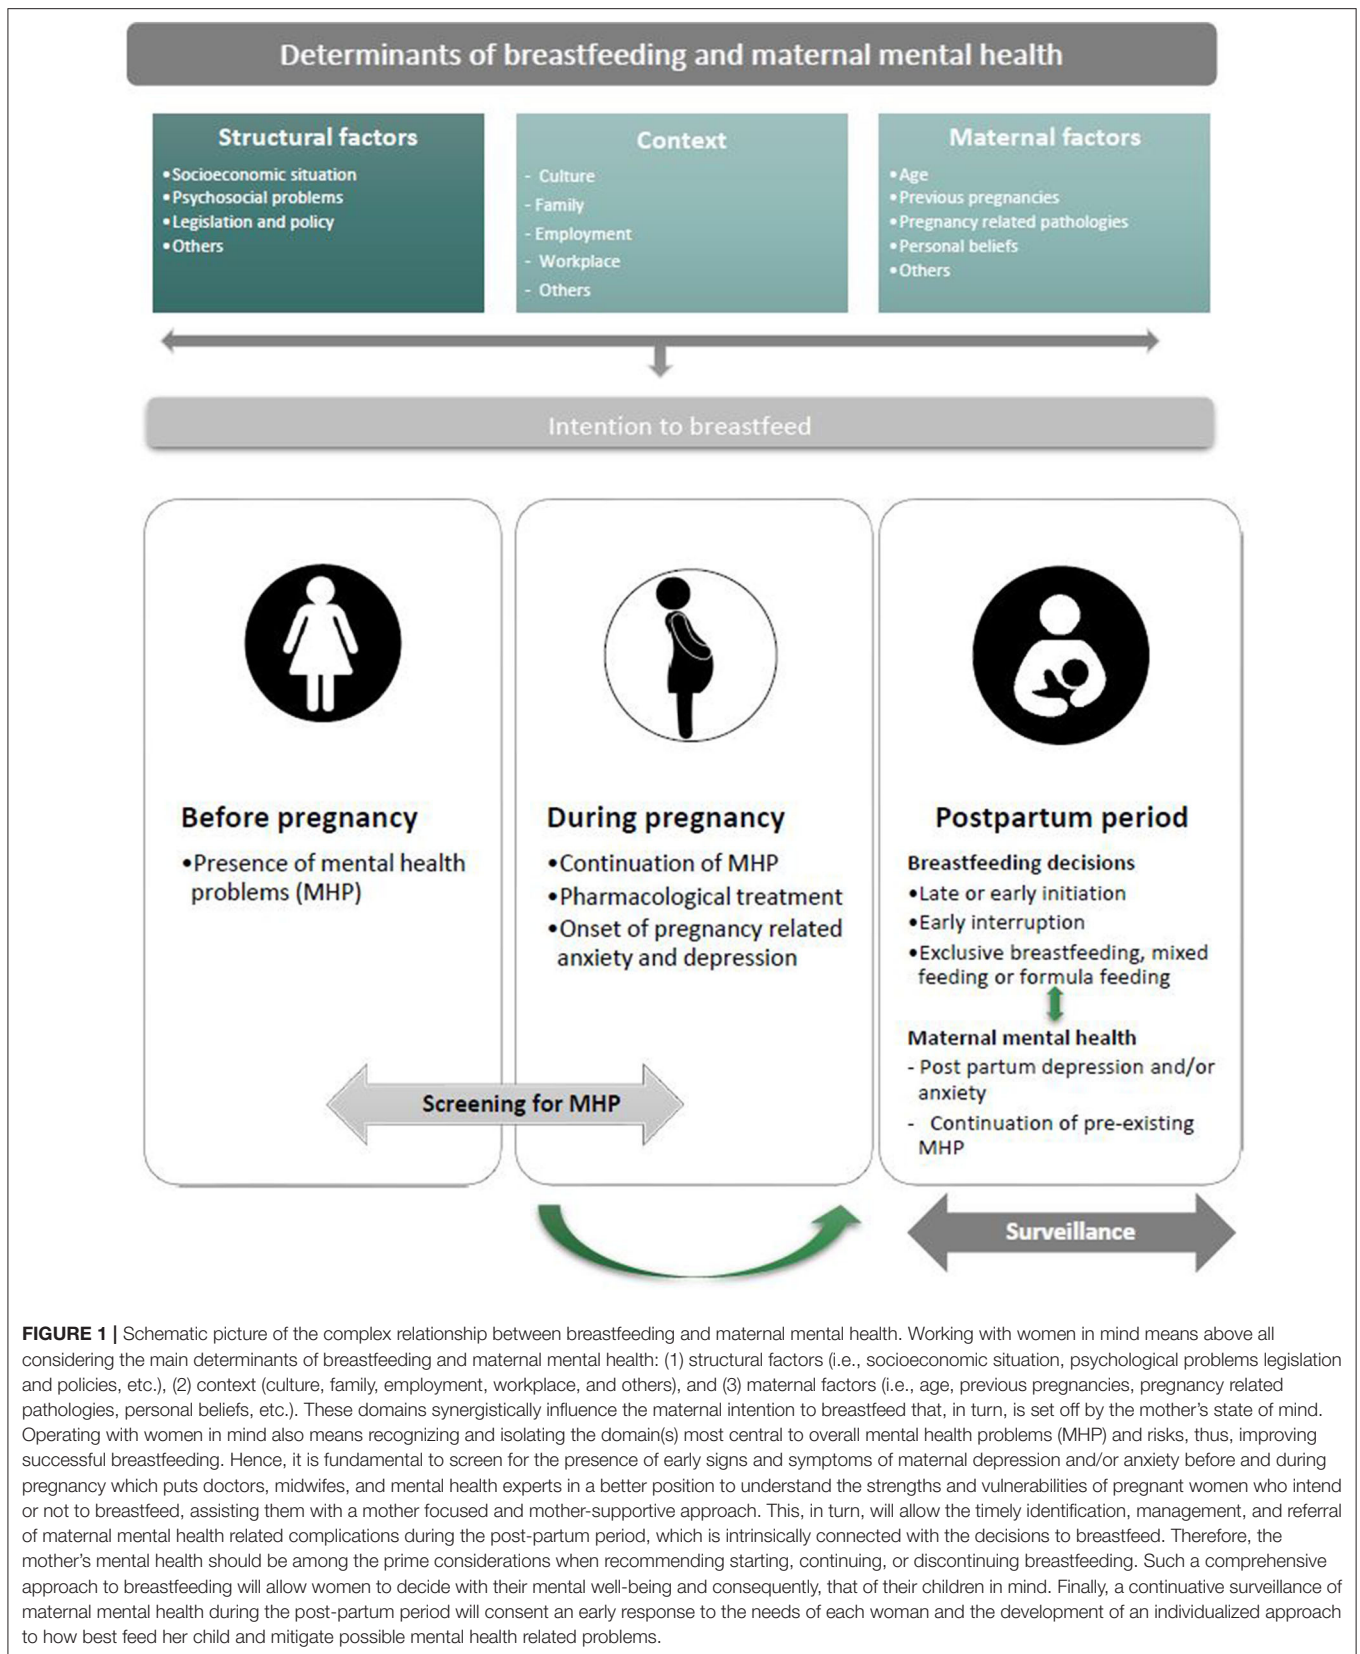 Determinants of breastfeeding and maternal mental health
Structural factors
•Socioeconomic situation
•Psychosocial problems
•Legislation and policy
•Others
Context
- Culture
- Family
- Employment
- Workplace
- Others
Maternal factors
•Age
•Previous pregnancies
•Pregnancy related pathologies
•Personal beliefs
•Others
Intention to breastfeed
Before pregnancy
•Presence of mental health
problems (MHP)
During pregnancy
•Continuation of MHP
•Pharmacological treatment
•Onset of pregnancy related
anxiety and depression
Screening for MHP
Postpartum period
Breastfeeding decisions
•Late or early initiation
•Early interruption
•Exclusive breastfeeding, mixed
feeding or formula feeding
Maternal mental health
- Post partum depression and/or
anxiety
- Continuation of pre-existing
MHP
Surveillance
FIGURE 1 | Schematic picture of the complex relationship between breastfeeding and maternal mental health. Working with women in mind means above all
considering the main determinants of breastfeeding and maternal mental health: (1) structural factors (i.e., socioeconomic situation, psychological problems legislation
and policies, etc.), (2) context (culture, family, employment, workplace, and others), and (3) maternal factors (i.e., age, previous pregnancies, pregnancy related
pathologies, personal beliefs, etc.). These domains synergistically influence the maternal intention to breastfeed that, in turn, is set off by the mother's state of mind.
Operating with women in mind also means recognizing and isolating the domain(s) most central to overall mental health problems (MHP) and risks, thus, improving
successful breastfeeding. Hence, it is fundamental to screen for the presence of early signs and symptoms of maternal depression and/or anxiety before and during
pregnancy which puts doctors, midwifes, and mental health experts in a better position to understand the strengths and vulnerabilities of pregnant women who intend
or not to breastfeed, assisting them with a mother focused and mother-supportive approach. This, in turn, will allow the timely identification, management, and referral
of maternal mental health related complications during the post-partum period, which is intrinsically connected with the decisions to breastfeed. Therefore, the
mother's mental health should be among the prime considerations when recommending starting, continuing, or discontinuing breastfeeding. Such a comprehensive
approach to breastfeeding will allow women to decide with their mental well-being and consequently, that of their children in mind. Finally, a continuative surveillance of
maternal mental health during the post-partum period will consent an early response to the needs of each woman and the development of an individualized approach
to how best feed her child and mitigate possible mental health related problems.